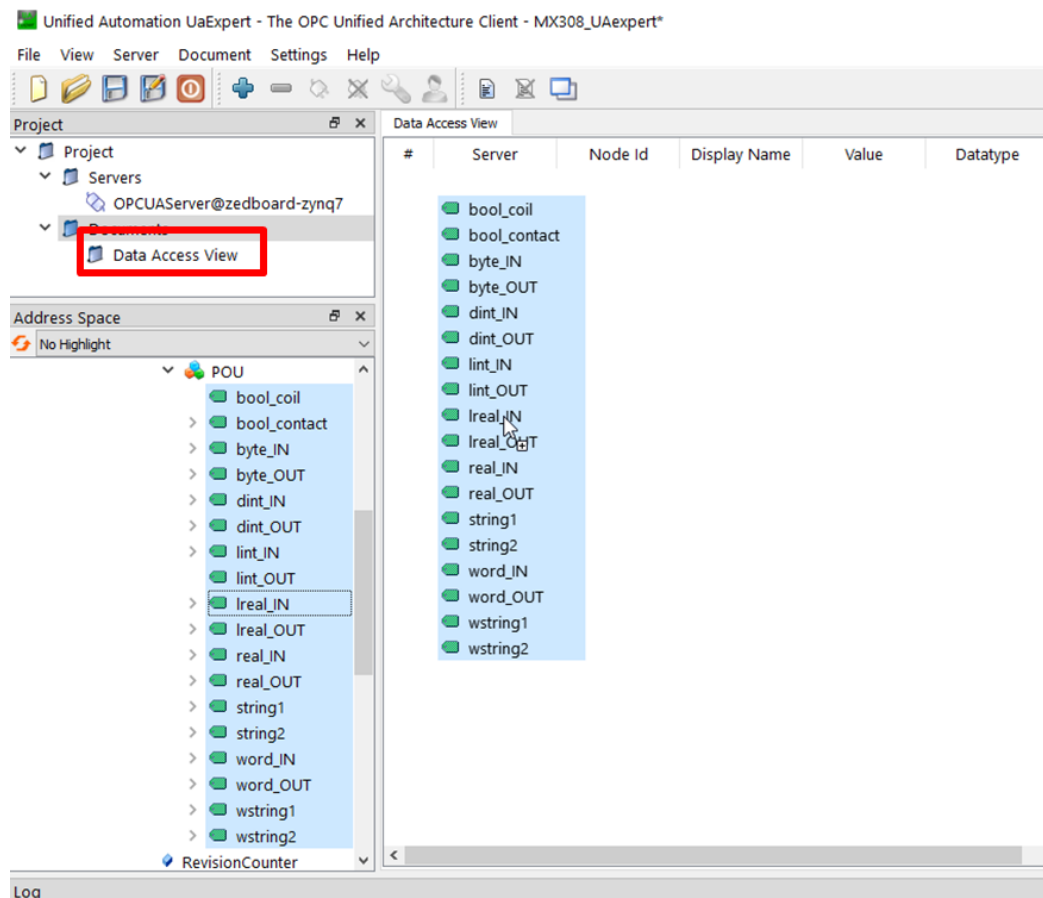 Unified Automation UaExpert - The OPC Unified Architecture Client - MX308_UAexpert*
File View Server Document Settings Help
Project
Project
Servers
OPCUAServer@zedboard-zynq7
Documents
Data Access View
Address Space
No Highlight
POU
bool_coil
bool_contact
byte_IN
byte_OUT
dint_IN
dint_OUT
lint_IN
lint_OUT
lreal_IN
lreal_OUT
real_IN
real_OUT
string1
string2
word_IN
word_OUT
wstring1
wstring2
RevisionCounter
Data Access View
# Server Node Id Display Name Value Datatype
bool_coil
bool_contact
byte_IN
byte_OUT
dint_IN
dint_OUT
lint_IN
lint_OUT
lreal_IN
lreal_OUT
real_IN
real_OUT
string1
string2
word_IN
word_OUT
wstring1
wstring2
Log